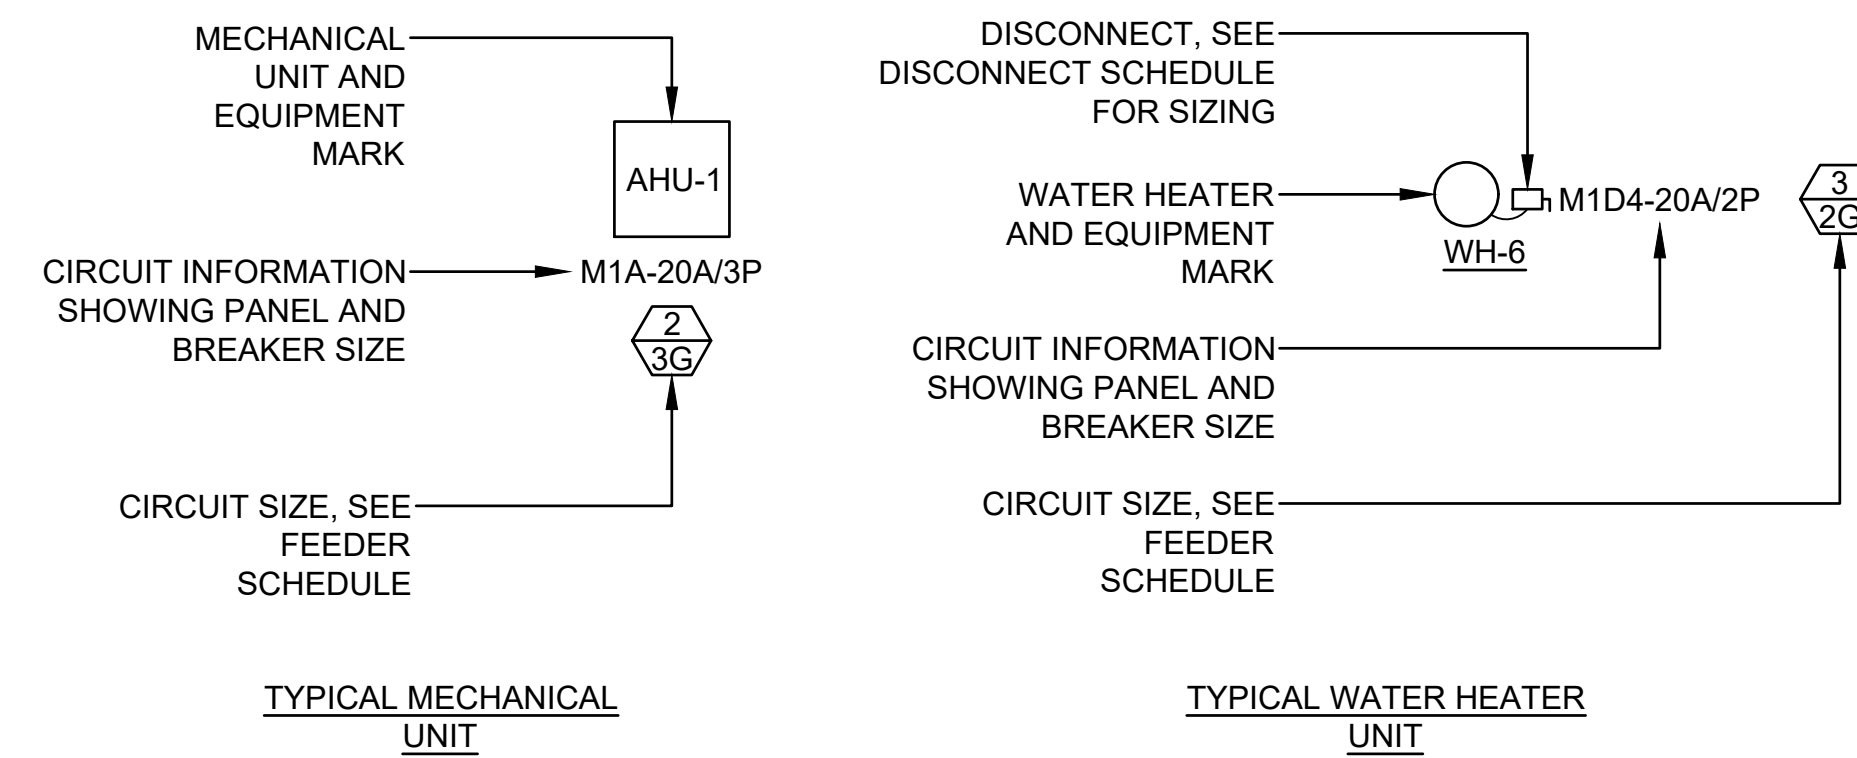 MECHANICAL
UNIT AND
EQUIPMENT
MARK
AHU-1
CIRCUIT INFORMATION
SHOWING PANEL AND
BREAKER SIZE
M1A-20A/3P
2
3G
CIRCUIT SIZE, SEE
FEEDER
SCHEDULE
TYPICAL MECHANICAL
UNIT
DISCONNECT, SEE
DISCONNECT SCHEDULE
FOR SIZING
WATER HEATER
AND EQUIPMENT
MARK
WH-6
M1D4-20A/2P
3
2G
CIRCUIT INFORMATION
SHOWING PANEL AND
BREAKER SIZE
CIRCUIT SIZE, SEE
FEEDER
SCHEDULE
TYPICAL WATER HEATER
UNIT